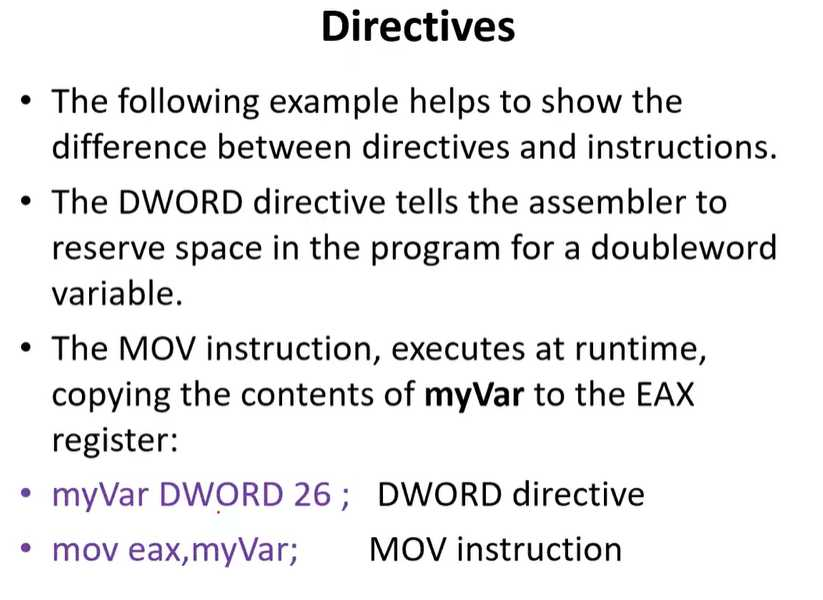 Directives
• The following example helps to show the
difference between directives and instructions.
• The DWORD directive tells the assembler to
reserve space in the program for a doubleword
variable.
• The MOV instruction, executes at runtime,
copying the contents of myVar to the EAX
register:
• myVar DWORD 26 ; DWORD directive
• mov eax,myVar; MOV instruction